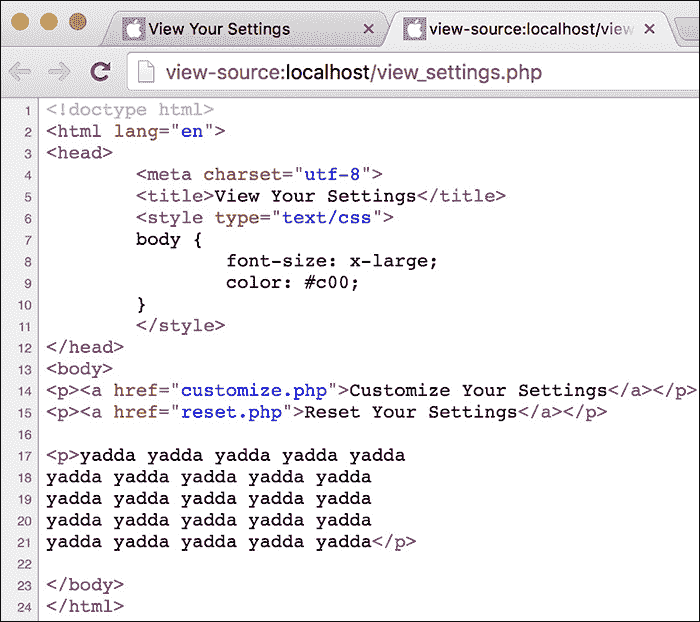 View Your Settings
view-source:localhost/view
view-source:localhost/view_settings.php
1 <!doctype html>
2 <html lang="en">
3 <head>
4 <meta charset="utf-8">
5 <title>View Your Settings</title>
6 <style type="text/css">
7 body {
8 font-size: x-large;
9 color: #c00;
10 }
11 </style>
12 </head>
13 <body>
14 <p><a href="customize.php">Customize Your Settings</a></p>
15 <p><a href="reset.php">Reset Your Settings</a></p>
16
17 <p>yadda yadda yadda yadda yadda
18 yadda yadda yadda yadda yadda
19 yadda yadda yadda yadda yadda
20 yadda yadda yadda yadda yadda
21 yadda yadda yadda yadda yadda</p>
22
23 </body>
24 </html>